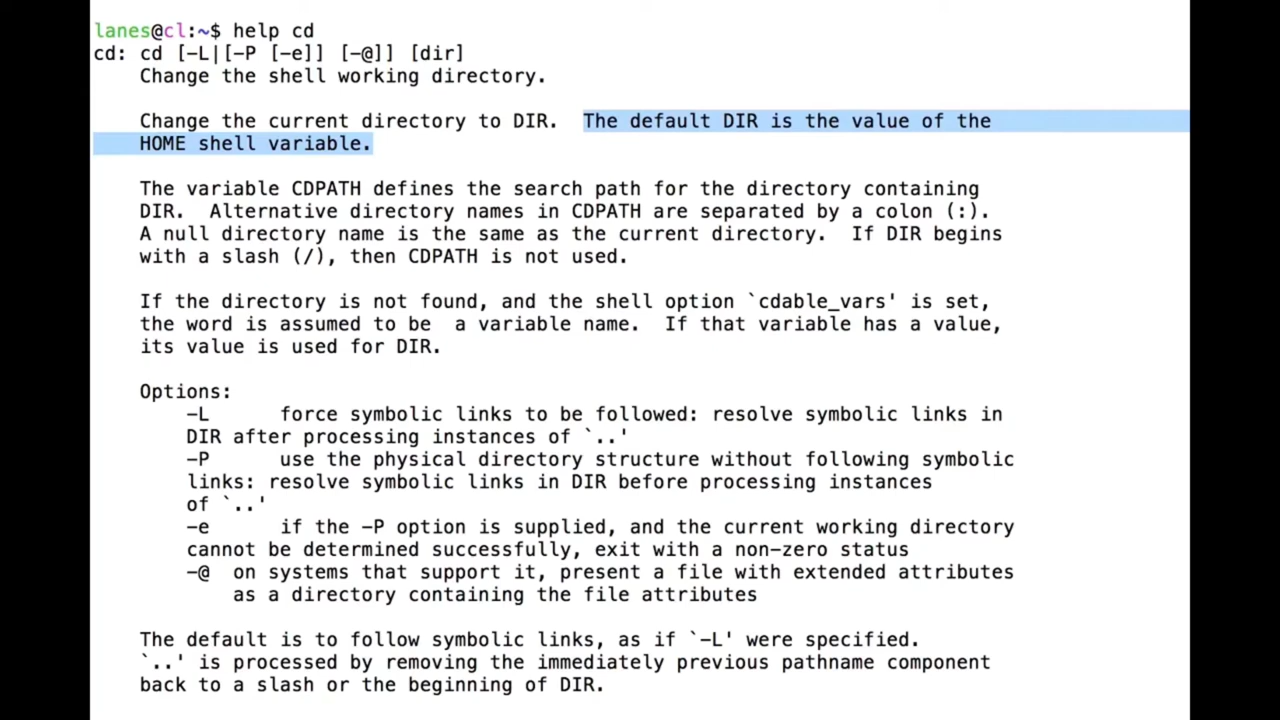 lanes@cl:~$ help cd
cd: cd [-L|[-P [-e]] [-@]] [dir]
    Change the shell working directory.

    Change the current directory to DIR.  The default DIR is the value of the
    HOME shell variable.

    The variable CDPATH defines the search path for the directory containing
    DIR.  Alternative directory names in CDPATH are separated by a colon (:).
    A null directory name is the same as the current directory.  If DIR begins
    with a slash (/), then CDPATH is not used.

    If the directory is not found, and the shell option `cdable_vars' is set,
    the word is assumed to be  a variable name.  If that variable has a value,
    its value is used for DIR.

    Options:
        -L      force symbolic links to be followed: resolve symbolic links in
        DIR after processing instances of `..'
        -P      use the physical directory structure without following symbolic
        links: resolve symbolic links in DIR before processing instances
        of `..'
        -e      if the -P option is supplied, and the current working directory
        cannot be determined successfully, exit with a non-zero status
        -@  on systems that support it, present a file with extended attributes
            as a directory containing the file attributes

    The default is to follow symbolic links, as if `-L' were specified.
    `..' is processed by removing the immediately previous pathname component
    back to a slash or the beginning of DIR.